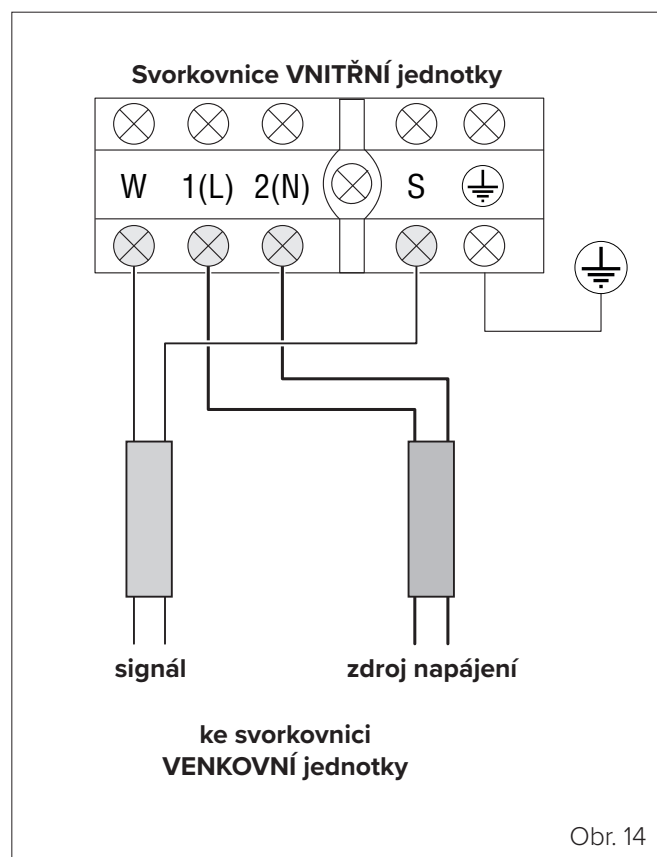 Svorkovnice VNITŘNÍ jednotky
W 1(L) 2(N) S
signál zdroj napájení
ke svorkovnici
VENKOVNÍ jednotky
Obr. 14